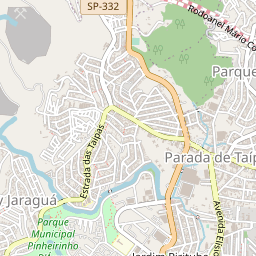 SP-332
Rodoanel Mário Co
Parque
Estrada das Taipas
Parada de Taip
Jaraguá
Parque
Municipal
Pinheirinho
Avenida Elísio
Jardim Pirituba